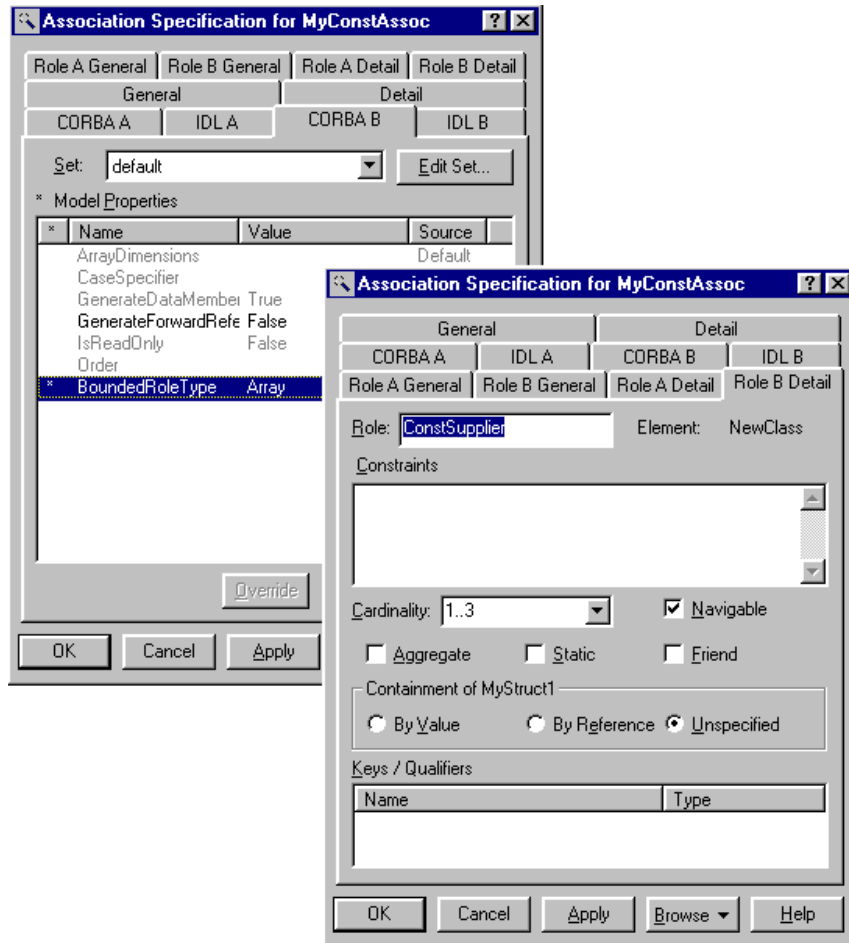 Association Specification for MyConstAssoc
Role A General Role B General Role A Detail Role B Detail
General Detail
CORBA A IDL A CORBA B IDL B
Set: default Edit Set...
* Model Properties
* Name Value Source
ArrayDimensions Default
CaseSpecifier
GenerateDataMember True
GenerateForwardRefe False
IsReadOnly False
Order
* BoundedRoleType Array
Override
OK Cancel Apply
Association Specification for MyConstAssoc
General Detail
CORBA A IDL A CORBA B IDL B
Role A General Role B General Role A Detail Role B Detail
Role: ConstSupplier Element: NewClass
Constraints
Cardinality: 1..3 Navigable
Aggregate Static Friend
Containment of MyStruct1
By Value By Reference Unspecified
Keys / Qualifiers
Name Type
OK Cancel Apply Browse Help